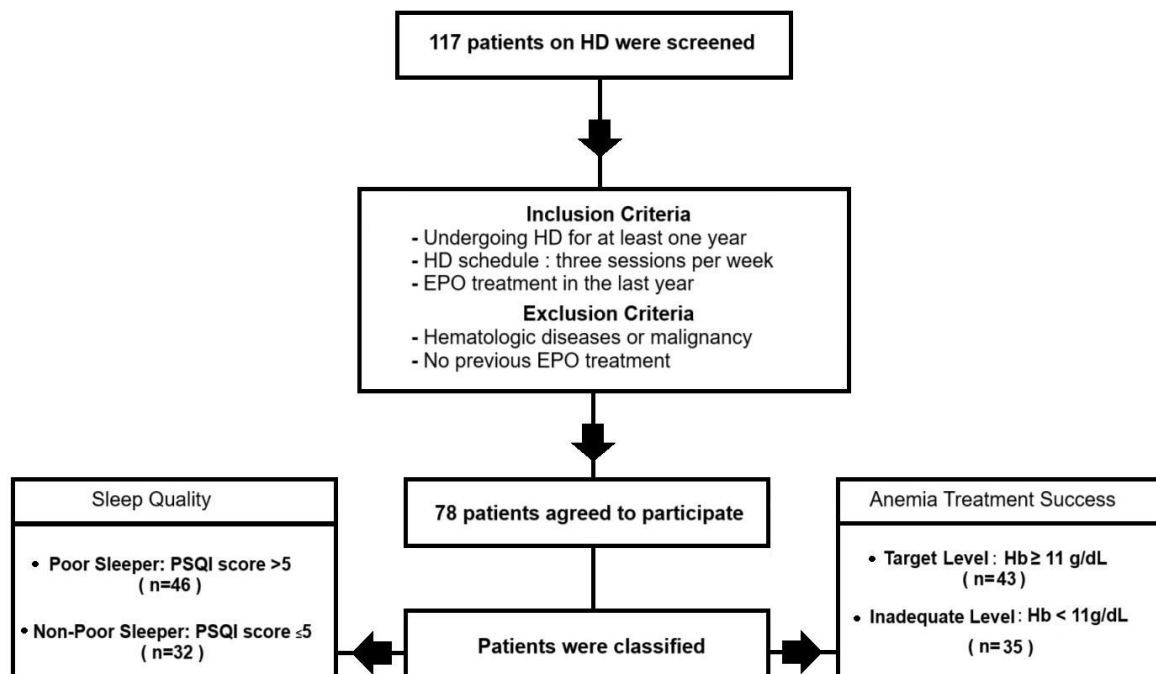 117 patients on HD were screened
Inclusion Criteria
- Undergoing HD for at least one year
- HD schedule : three sessions per week
- EPO treatment in the last year
Exclusion Criteria
- Hematologic diseases or malignancy
- No previous EPO treatment
78 patients agreed to participate
Patients were classified
Sleep Quality
• Poor Sleeper: PSQI score >5
( n=46 )
• Non-Poor Sleeper: PSQI score ≤5
( n=32 )
Anemia Treatment Success
• Target Level : Hb ≥ 11 g/dL
( n=43 )
• Inadequate Level : Hb < 11g/dL
( n= 35 )